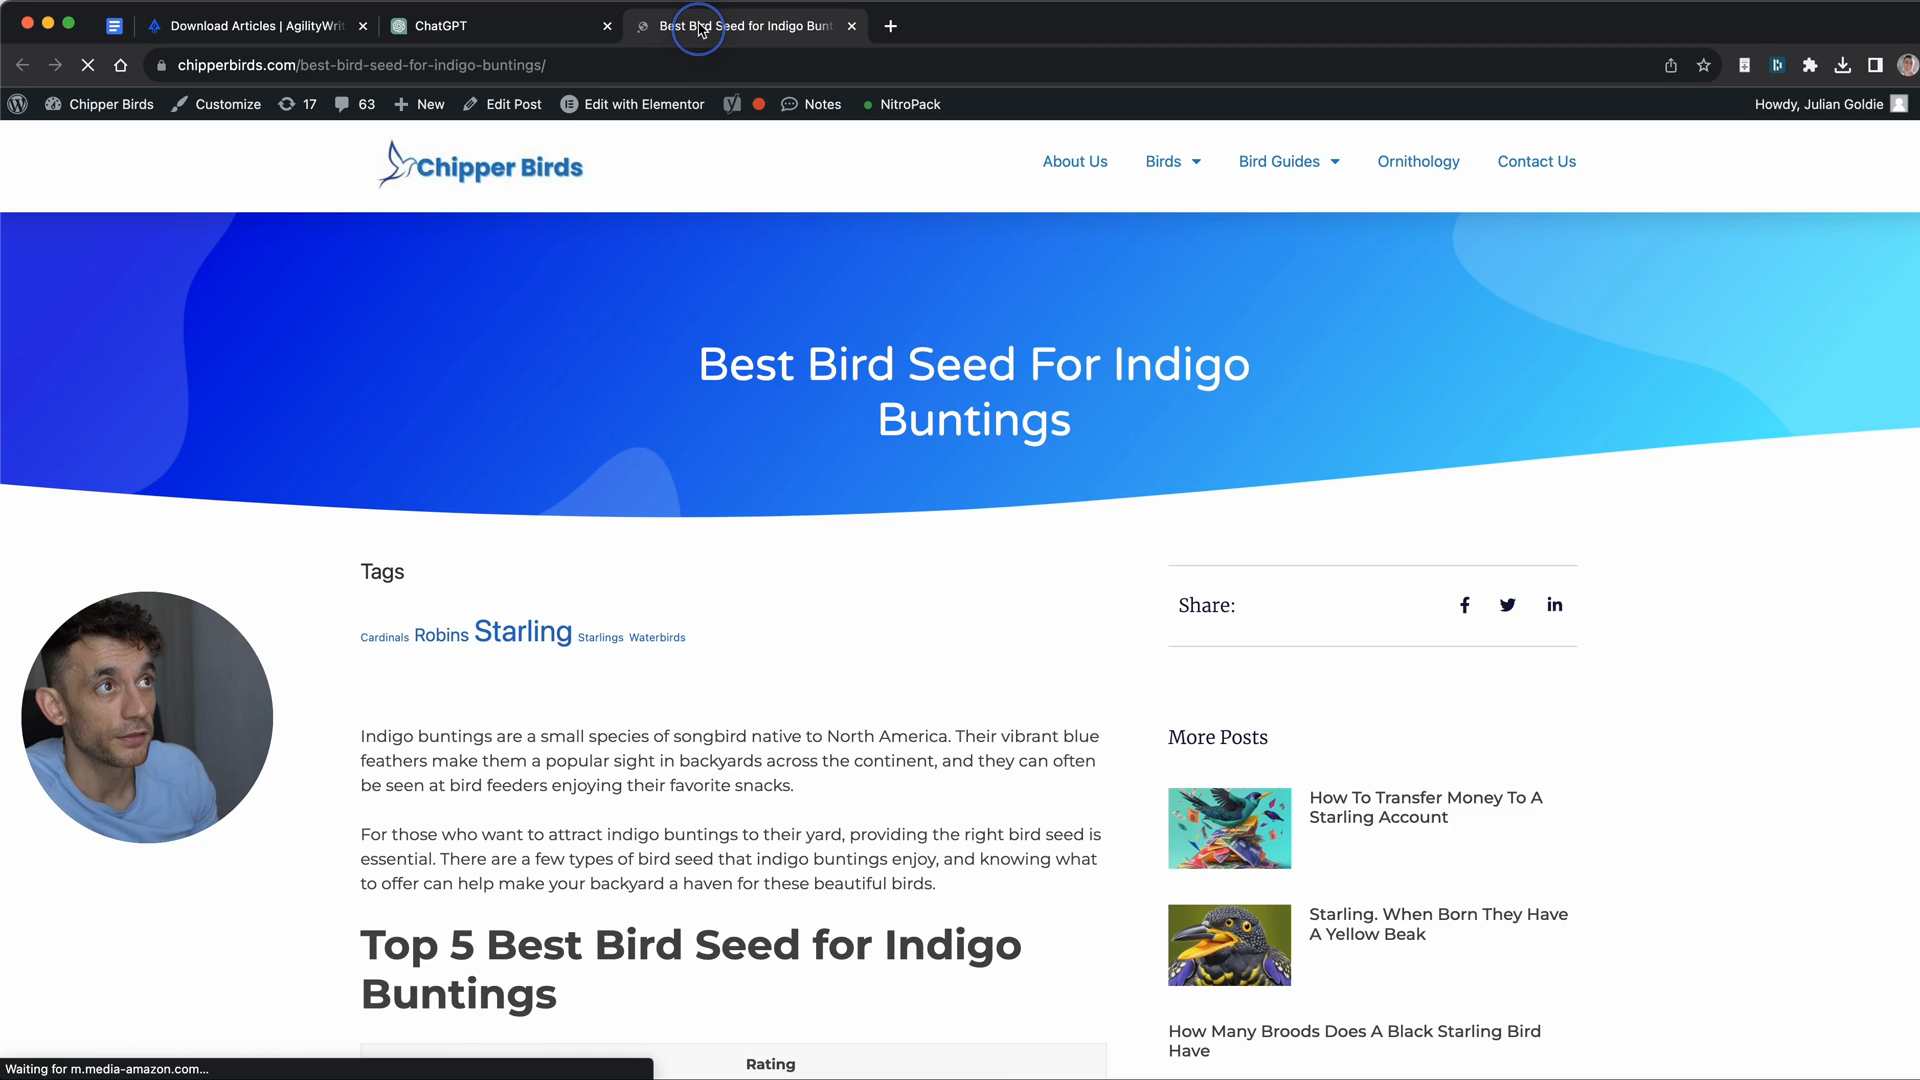 Download Articles | AgilityWrit
ChatGPT
Best Bird Seed for Indigo Bunt
chipperbirds.com/best-bird-seed-for-indigo-buntings/
Chipper Birds
Customize
17
63
New
Edit Post
Edit with Elementor
Notes
NitroPack
Howdy, Julian Goldie
Chipper Birds
About Us
Birds
Bird Guides
Ornithology
Contact Us
Best Bird Seed For Indigo
Buntings
Tags
Cardinals Robins Starling Starlings Waterbirds
Share:
Indigo buntings are a small species of songbird native to North America. Their vibrant blue
feathers make them a popular sight in backyards across the continent, and they can often
be seen at bird feeders enjoying their favorite snacks.
For those who want to attract indigo buntings to their yard, providing the right bird seed is
essential. There are a few types of bird seed that indigo buntings enjoy, and knowing what
to offer can help make your backyard a haven for these beautiful birds.
Top 5 Best Bird Seed for Indigo
Buntings
Rating
More Posts
How To Transfer Money To A
Starling Account
Starling. When Born They Have
A Yellow Beak
How Many Broods Does A Black Starling Bird
Have
Waiting for m.media-amazon.com...